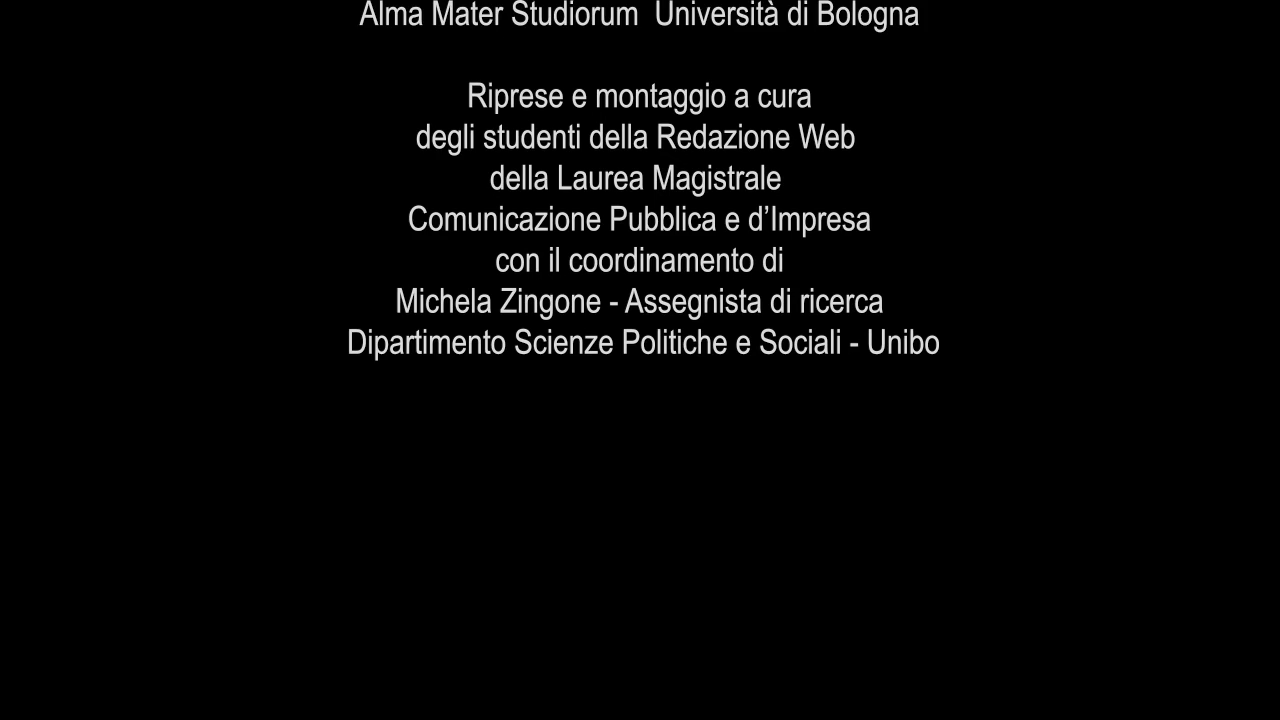 Alma Mater Studiorum  Università di Bologna
Riprese e montaggio a cura
degli studenti della Redazione Web
della Laurea Magistrale
Comunicazione Pubblica e d’Impresa
con il coordinamento di
Michela Zingone - Assegnista di ricerca
Dipartimento Scienze Politiche e Sociali - Unibo